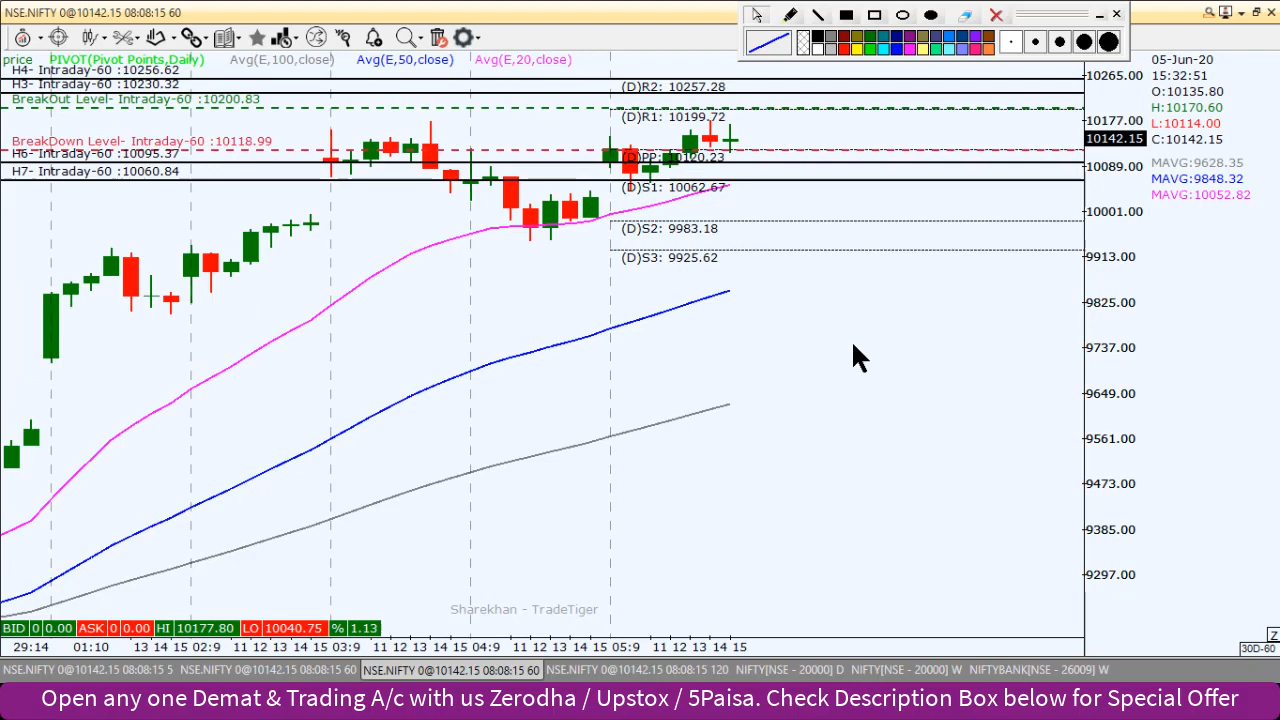 NSE.NIFTY 0@10142.15 08:08:15 60
price PIVOT(Pivot Points,Daily) Avg(E,100,close) Avg(E,50,close) Avg(E,20,close)
H4- Intraday-60 :10256.62
H3- Intraday-60 :10230.32
BreakOut Level- Intraday-60 :10200.83
BreakDown Level- Intraday-60 :10118.99
H6- Intraday-60 :10095.37
H7- Intraday-60 :10060.84
(D)R2: 10257.28
(D)R1: 10199.72
(D)PP: 10120.23
(D)S1: 10062.67
(D)S2: 9983.18
(D)S3: 9925.62
10265.00
10177.00
10142.15
10089.00
10001.00
9913.00
9825.00
9737.00
9649.00
9561.00
9473.00
9385.00
9297.00
05-Jun-20
15:32:51
O:10135.80
H:10170.60
L:10114.00
C:10142.15
MAVG:9628.35
MAVG:9848.32
MAVG:10052.82
Sharekhan - TradeTiger
BID 0 0.00 ASK 0 0.00 HI 10177.80 LO 10040.75 % 1.13
29:14 01:10 13 14 15 02:9 11 12 13 14 15 03:9 11 12 13 14 15 04:9 11 12 13 14 15 05:9 11 12 13 14 15
Z
30D-60
NSE.NIFTY 0@10142.15 08:08:15 5 NSE.NIFTY 0@10142.15 08:08:15 60 NSE.NIFTY 0@10142.15 08:08:15 60 NSE.NIFTY 0@10142.15 08:08:15 120 NIFTY[NSE - 20000] D NIFTY[NSE - 20000] W NIFTYBANK[NSE - 26009] W
Open any one Demat & Trading A/c with us Zerodha / Upstox / 5Paisa. Check Description Box below for Special Offer